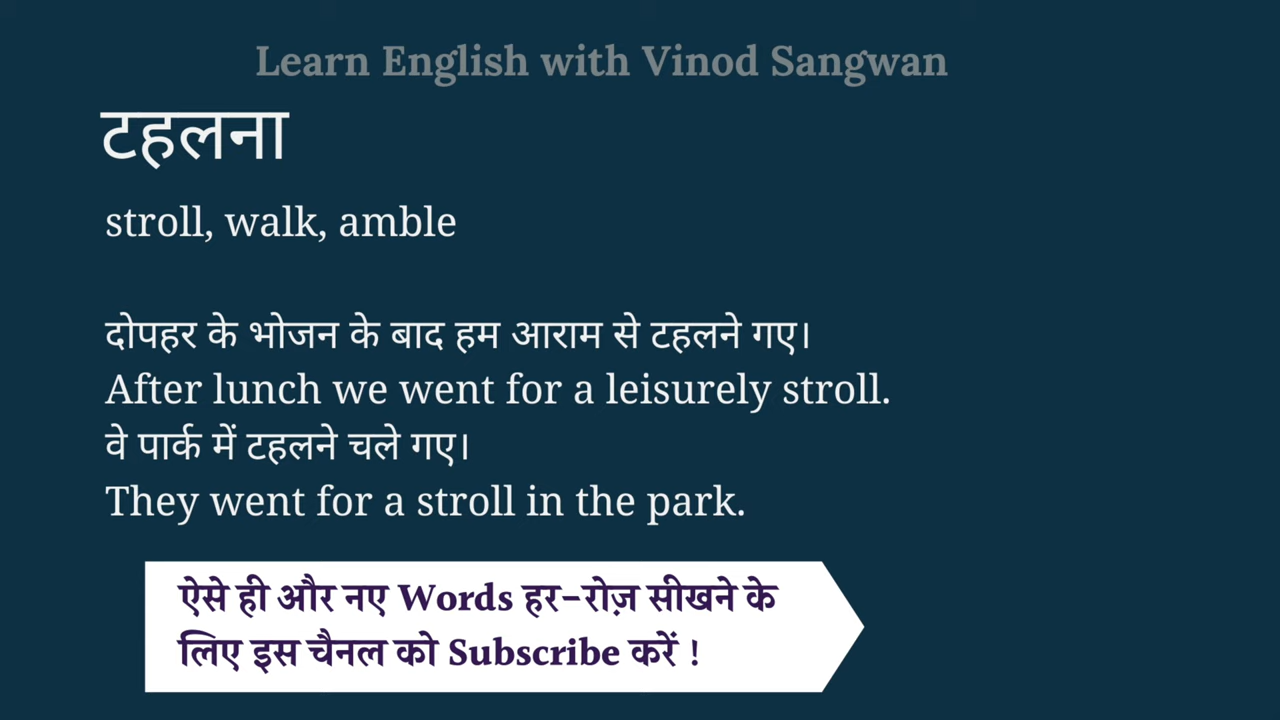 Learn English with Vinod Sangwan
टहलना
stroll, walk, amble
दोपहर के भोजन के बाद हम आराम से टहलने गए।
After lunch we went for a leisurely stroll.
वे पार्क में टहलने चले गए।
They went for a stroll in the park.
ऐसे ही और नए Words हर-रोज़ सीखने के
लिए इस चैनल को Subscribe करें !